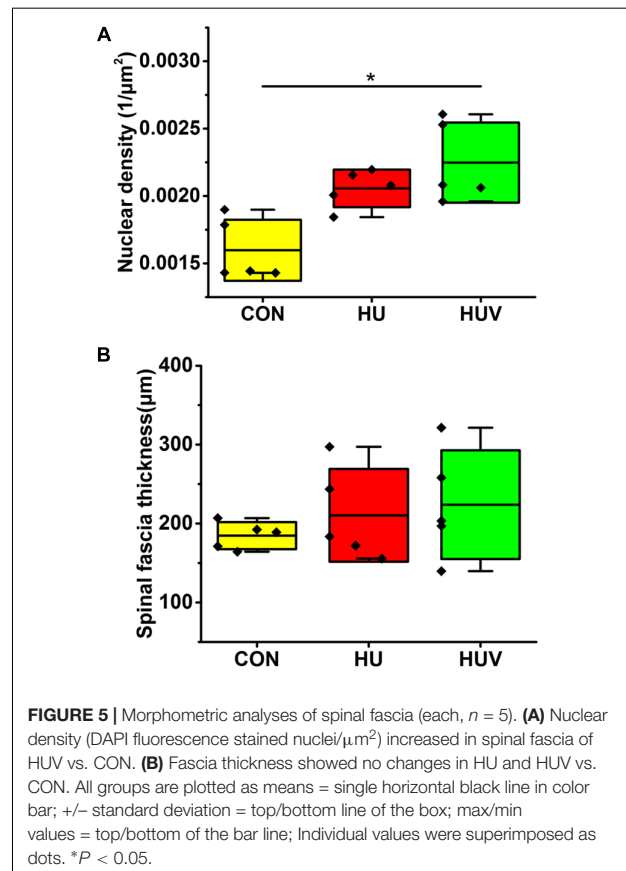 A
Nuclear density (1/μm²)
0.0030
0.0025
0.0020
0.0015
*
CON HU HUV
B
Spinal fascia thickness(μm)
400
300
200
100
CON HU HUV
FIGURE 5 | Morphometric analyses of spinal fascia (each, n = 5). (A) Nuclear
density (DAPI fluorescence stained nuclei/μm²) increased in spinal fascia of
HUV vs. CON. (B) Fascia thickness showed no changes in HU and HUV vs.
CON. All groups are plotted as means = single horizontal black line in color
bar; +/− standard deviation = top/bottom line of the box; max/min
values = top/bottom of the bar line; Individual values were superimposed as
dots. *P < 0.05.